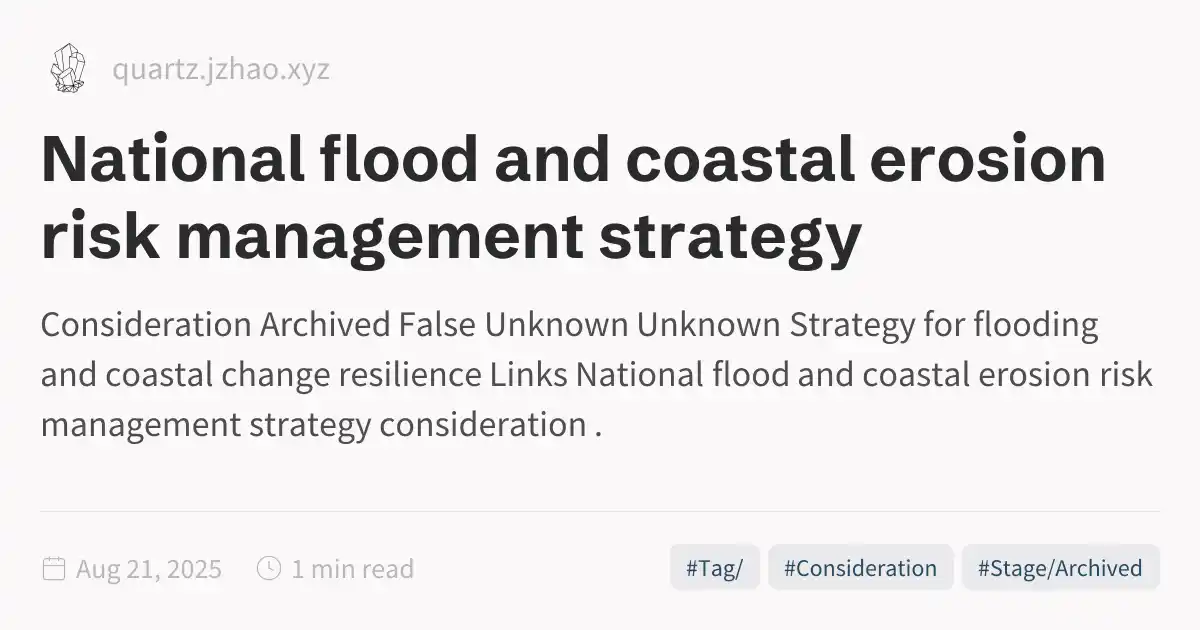 quartz.jzhao.xyz
National flood and coastal erosion
risk management strategy
Consideration Archived False Unknown Unknown Strategy for flooding
and coastal change resilience Links National flood and coastal erosion risk
management strategy consideration .
Aug 21, 2025 1 min read #Tag/ #Consideration #Stage/Archived